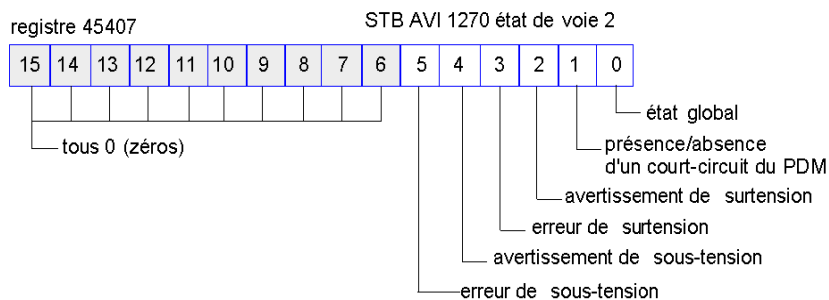 registre 45407
STB AVI 1270 état de voie 2
15 14 13 12 11 10 9 8 7 6 5 4 3 2 1 0
état global
tous 0 (zéros)
présence/absence
d'un court-circuit du PDM
avertissement de surtension
erreur de surtension
avertissement de sous-tension
erreur de sous-tension